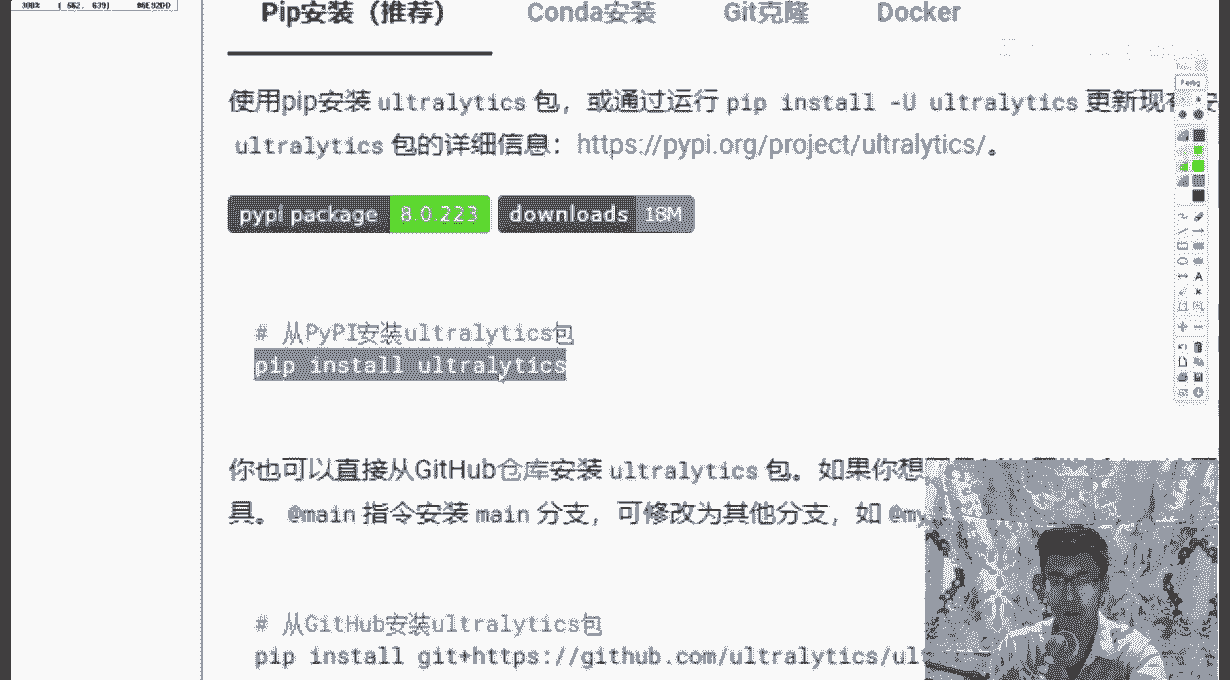 300% ( 562, 639)
Pip安装（推荐） Conda安装 Git克隆 Docker
使用pip安装 ultralytics 包，或通过运行 pip install -U ultralytics 更新现有安
ultralytics 包的详细信息：https://pypi.org/project/ultralytics/。
pypi package 8.0.223 downloads 18M
# 从PyPI安装ultralytics包
pip install ultralytics
你也可以直接从GitHub仓库安装 ultralytics 包。如果你想
具。 @main 指令安装 main 分支，可修改为其他分支，如 @my
# 从GitHub安装ultralytics包
pip install git+https://github.com/ultralytics/ult